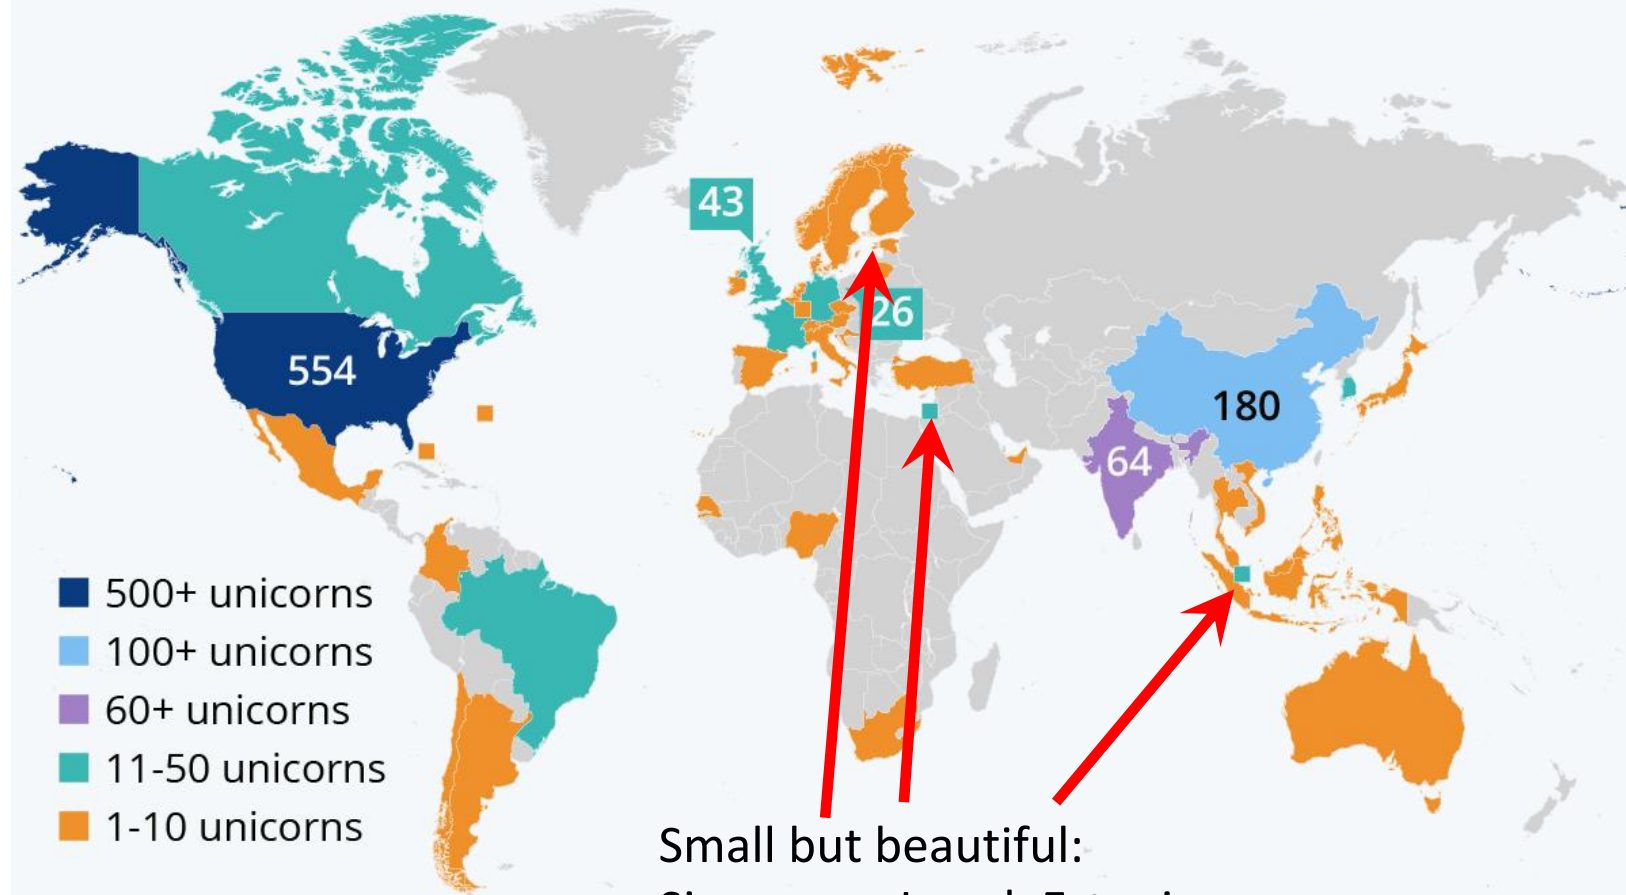 43
26
554
180
64
500+ unicorns
100+ unicorns
60+ unicorns
11-50 unicorns
1-10 unicorns
Small but beautiful: